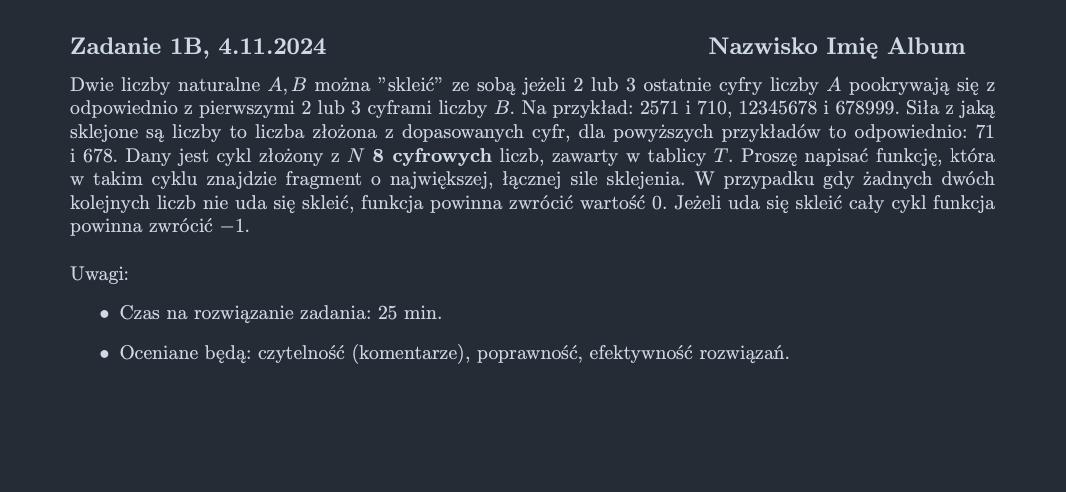 Zadanie 1B, 4.11.2024 Nazwisko Imię Album
Dwie liczby naturalne A, B można ”skleić” ze sobą jeżeli 2 lub 3 ostatnie cyfry liczby A pookrywają się z
odpowiednio z pierwszymi 2 lub 3 cyframi liczby B. Na przykład: 2571 i 710, 12345678 i 678999. Siła z jaką
sklejone są liczby to liczba złożona z dopasowanych cyfr, dla powyższych przykładów to odpowiednio: 71
i 678. Dany jest cykl złożony z N 8 cyfrowych liczb, zawarty w tablicy T. Proszę napisać funkcję, która
w takim cyklu znajdzie fragment o największej, łącznej sile sklejenia. W przypadku gdy żadnych dwóch
kolejnych liczb nie uda się skleić, funkcja powinna zwrócić wartość 0. Jeżeli uda się skleić cały cykl funkcja
powinna zwrócić −1.
Uwagi:
• Czas na rozwiązanie zadania: 25 min.
• Oceniane będą: czytelność (komentarze), poprawność, efektywność rozwiązań.